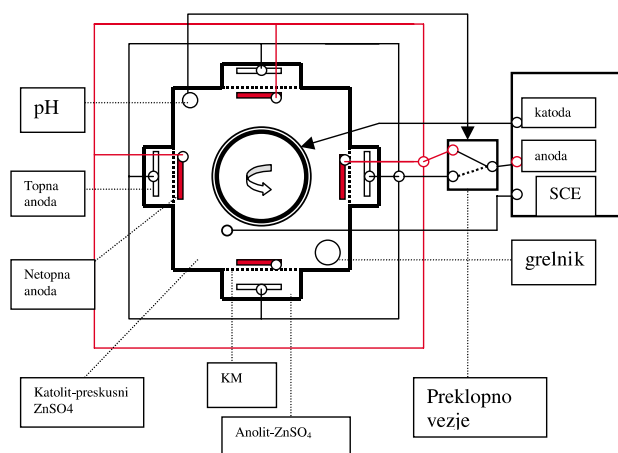 pH
katoda
anoda
SCE
Topna
anoda
grelnik
Netopna
anoda
Katolit-preskusni
ZnSO4
KM
Anolit-ZnSO₄
Preklopno
vezje